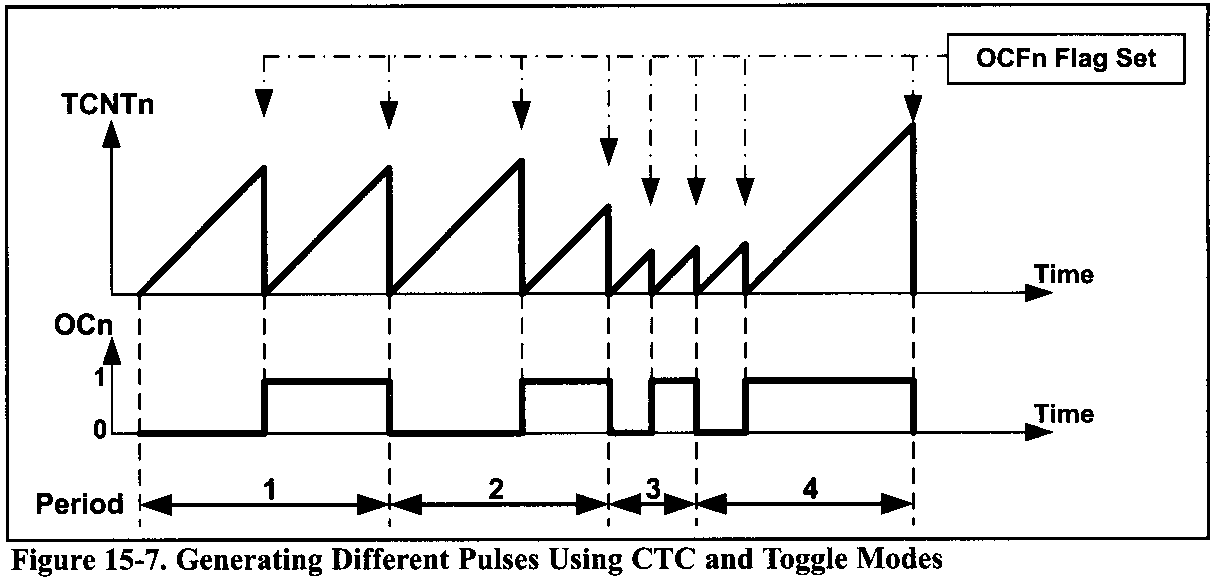 OCFn Flag Set
TCNTn
Time
OCn
1
0
Time
Period 1 2 3 4
Figure 15-7. Generating Different Pulses Using CTC and Toggle Modes